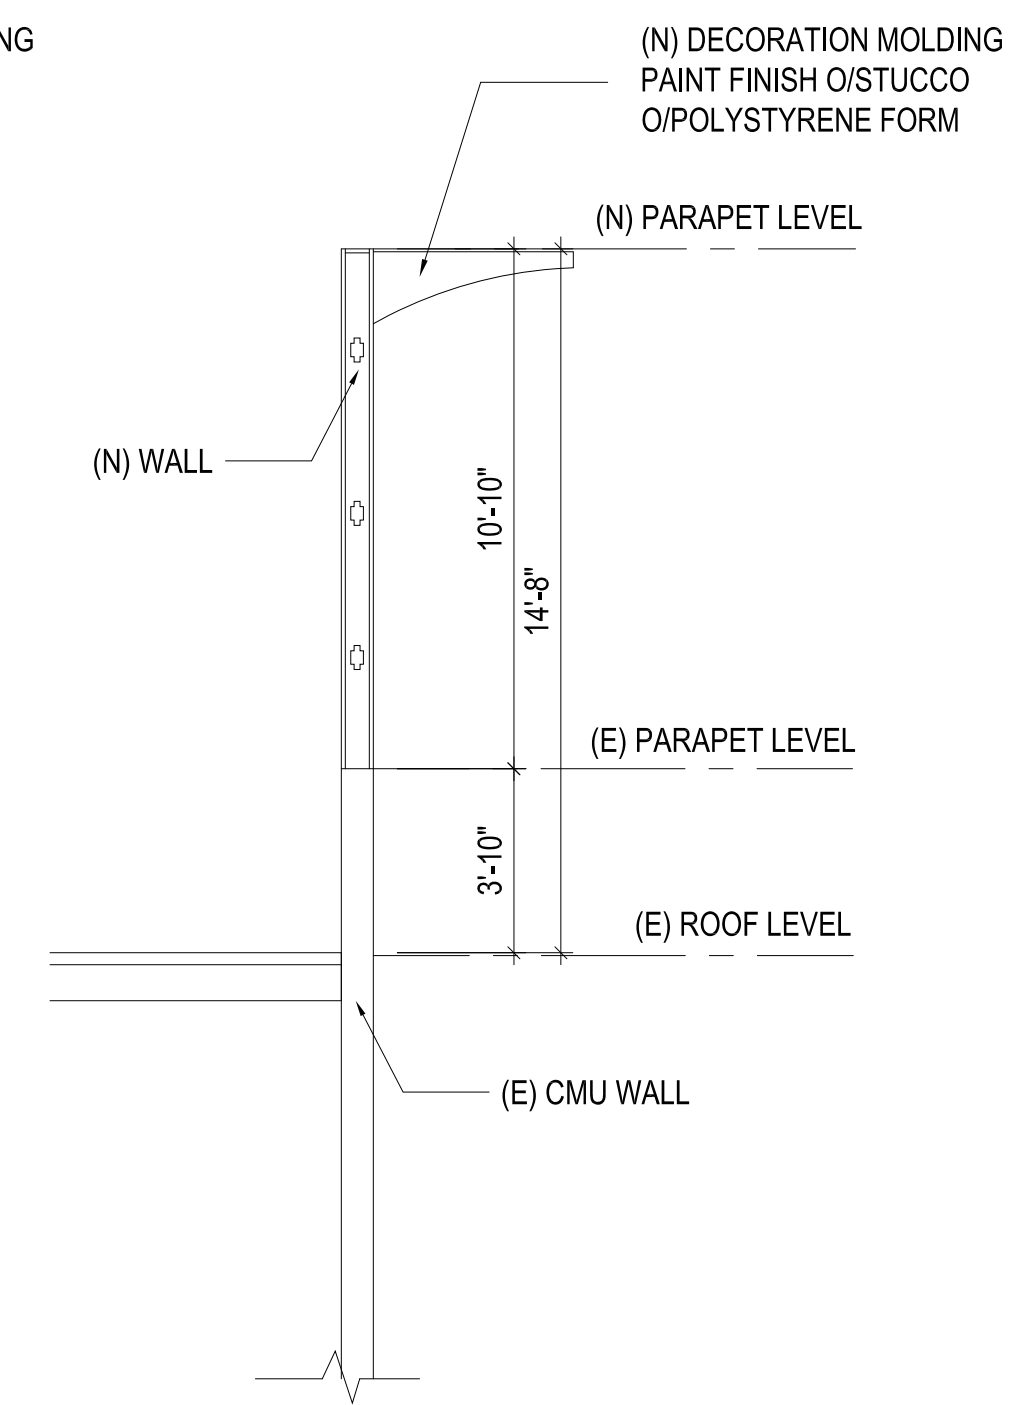 NG
(N) DECORATION MOLDING
PAINT FINISH O/STUCCO
O/POLYSTYRENE FORM
(N) PARAPET LEVEL
(N) WALL
10'-10"
14'-8"
(E) PARAPET LEVEL
3'-10"
(E) ROOF LEVEL
(E) CMU WALL